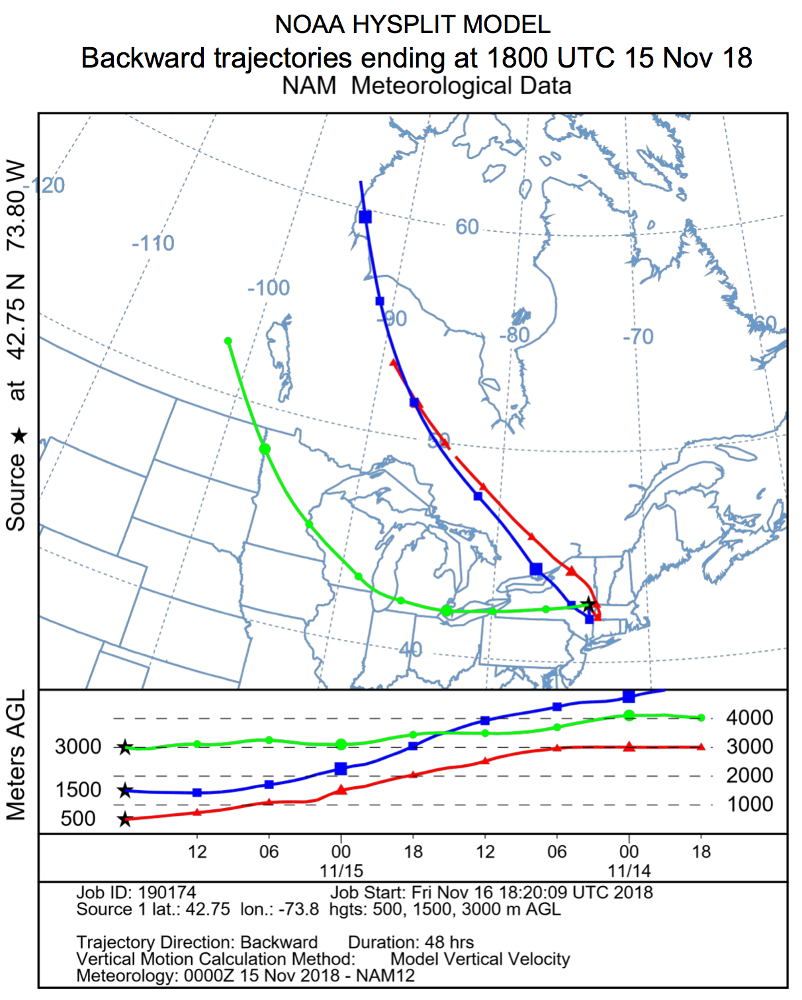 NOAA HYSPLIT MODEL
Backward trajectories ending at 1800 UTC 15 Nov 18
NAM  Meteorological Data
Source ★ at 42.75 N 73.80 W
-120
-110
-100
-90
-80
-70
-60
60
50
40
Meters AGL
3000
1500
500
4000
3000
2000
1000
12 06 00 18 12 06 00 18
11/15 11/14
Job ID: 190174 Job Start: Fri Nov 16 18:20:09 UTC 2018
Source 1 lat.: 42.75 lon.: -73.8 hgts: 500, 1500, 3000 m AGL
Trajectory Direction: Backward Duration: 48 hrs
Vertical Motion Calculation Method: Model Vertical Velocity
Meteorology: 0000Z 15 Nov 2018 - NAM12